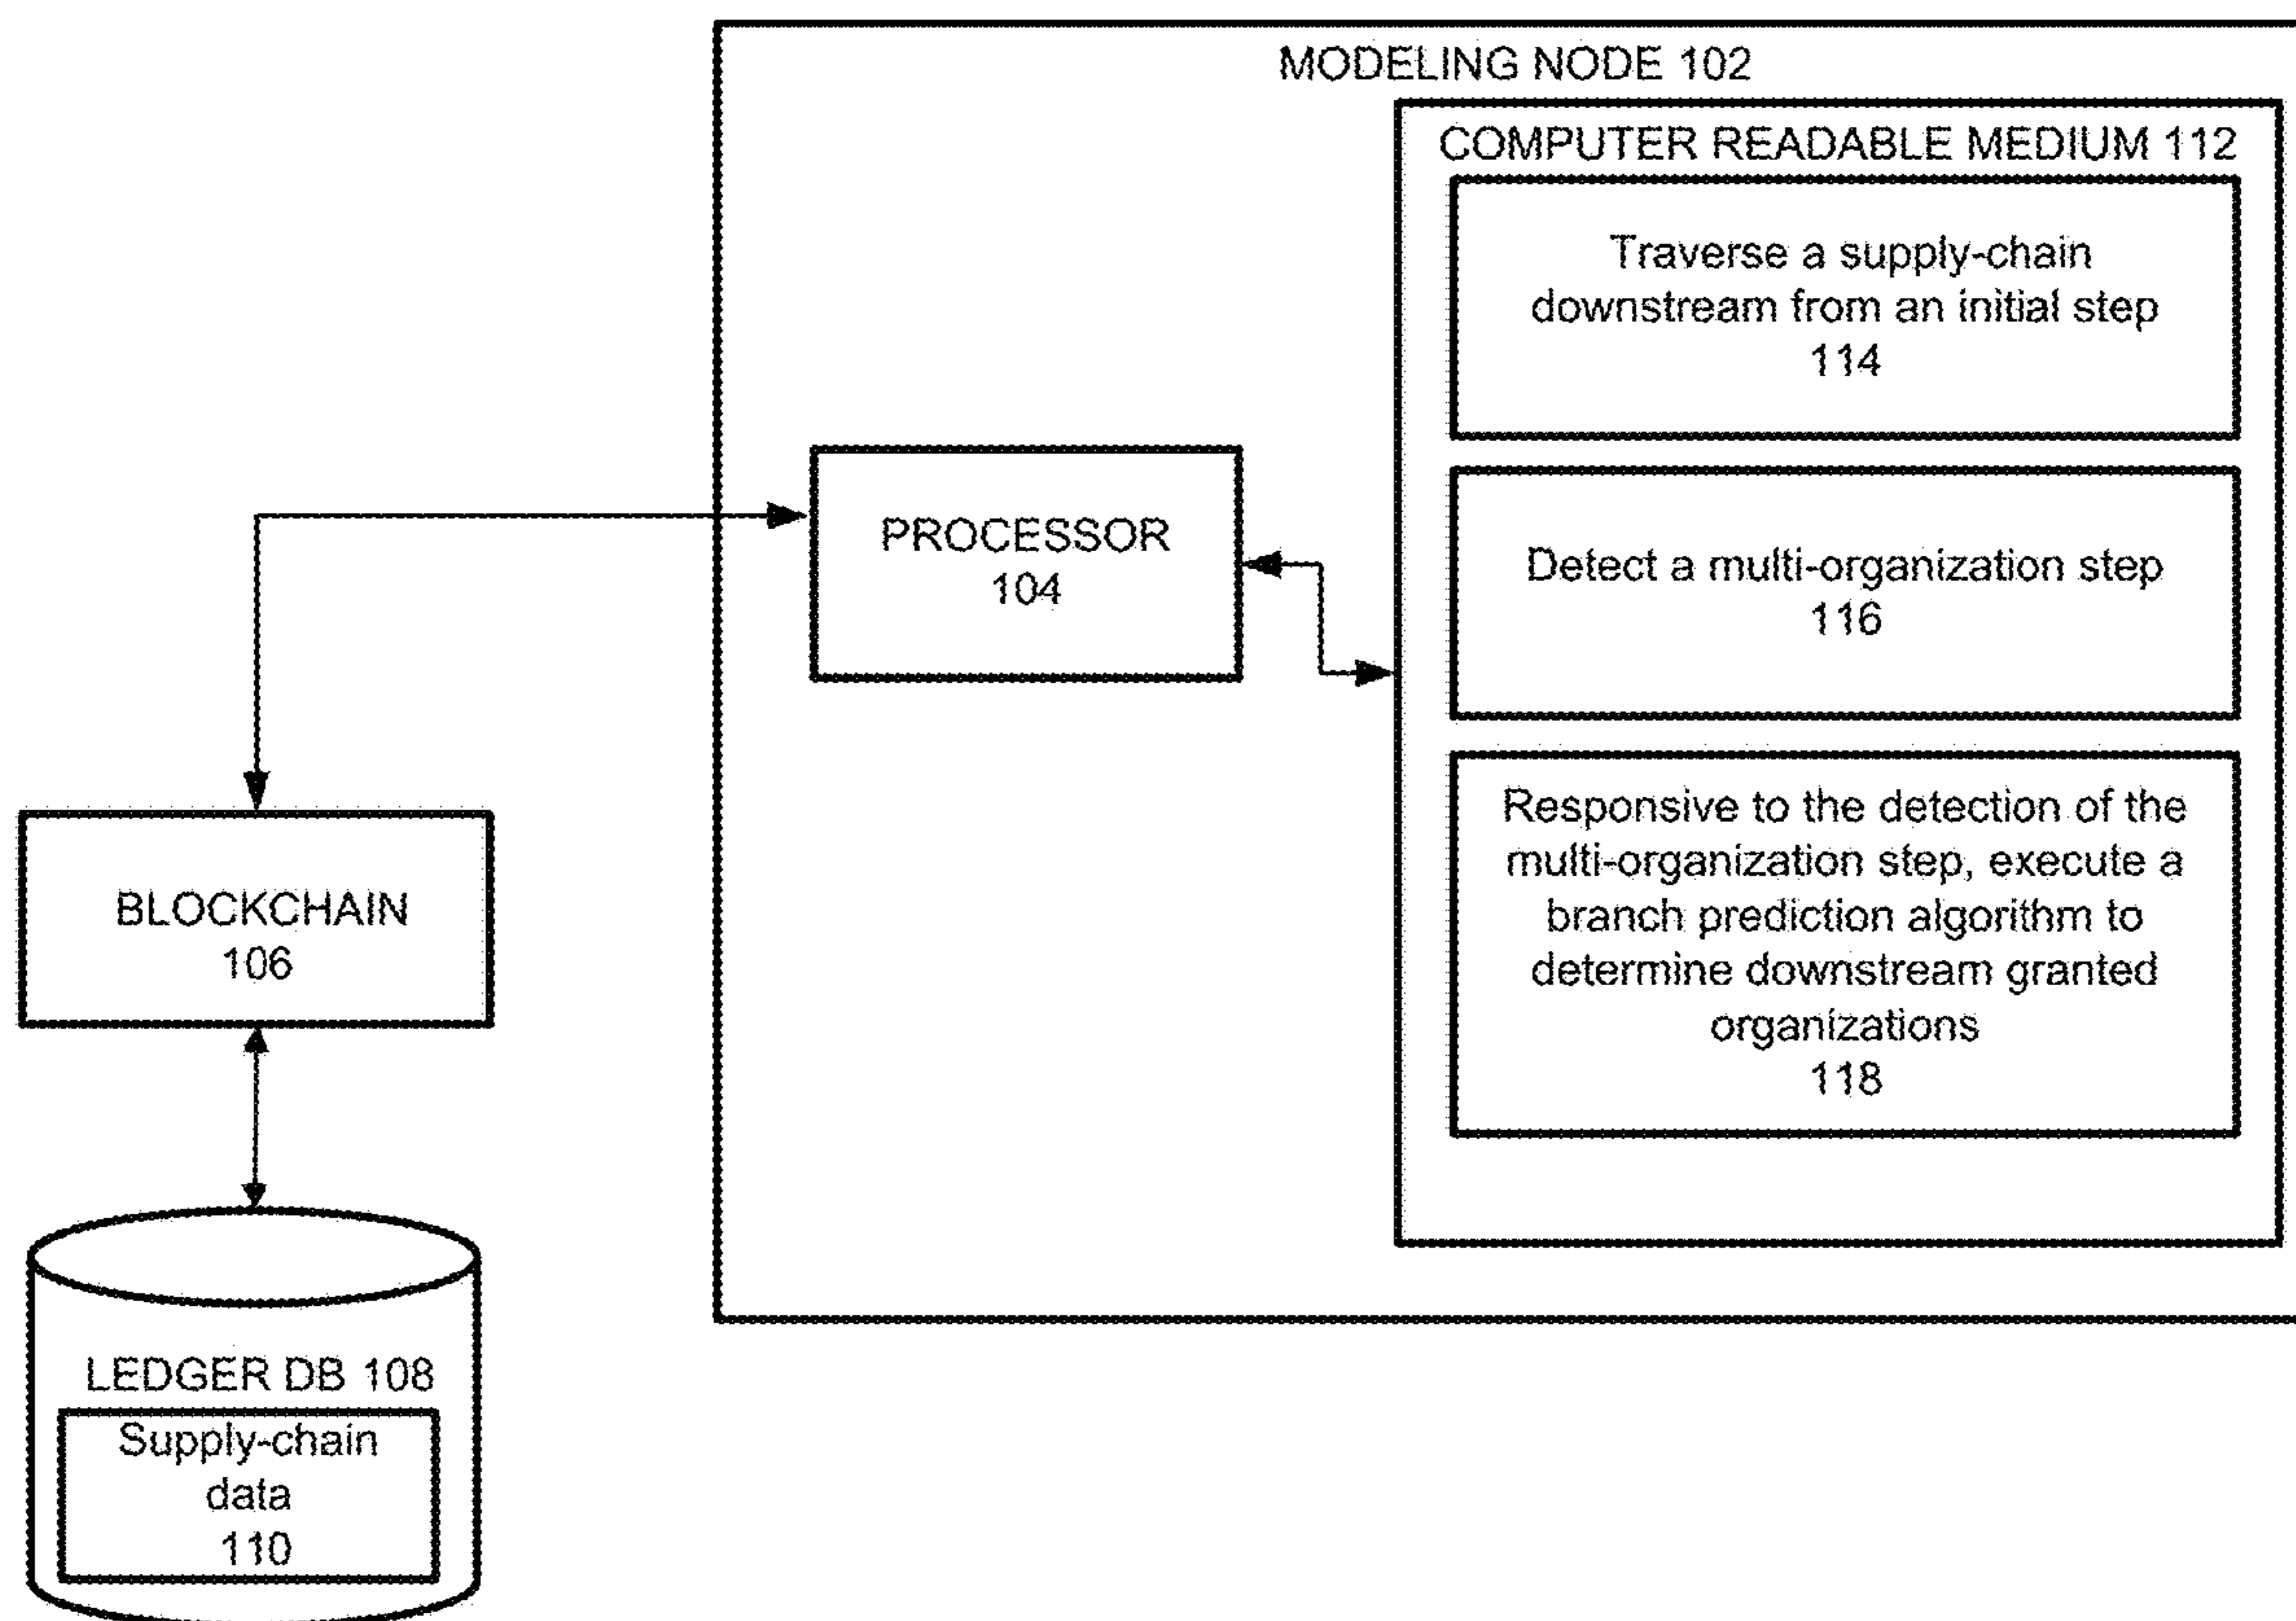 MODELING NODE 102
COMPUTER READABLE MEDIUM 112
Traverse a supply-chain
downstream from an initial step
114
PROCESSOR
104
Detect a multi-organization step
116
Responsive to the detection of the
multi-organization step, execute a
branch prediction algorithm to
determine downstream granted
organizations
118
BLOCKCHAIN
106
LEDGER DB 108
Supply-chain
data
110